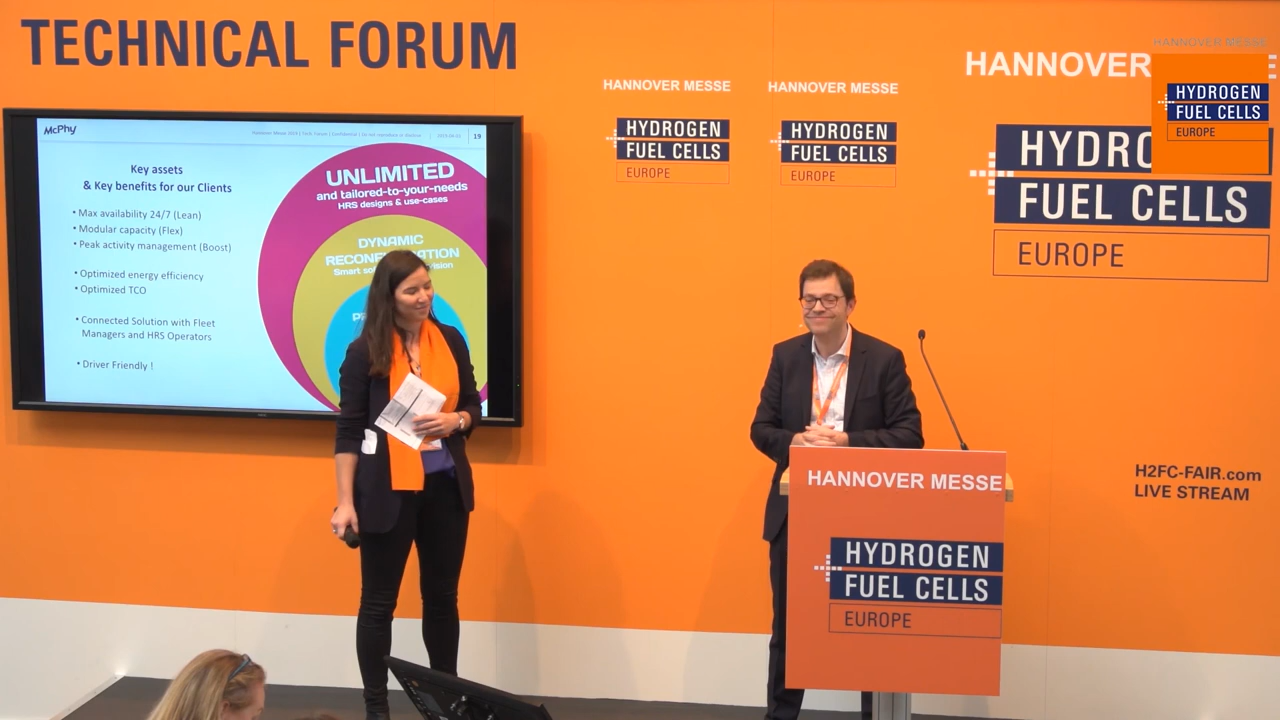 TECHNICAL FORUM
HANNOVER MESSE
HYDROGEN
FUEL CELLS
EUROPE
HANNOVER MESSE
HYDROGEN
FUEL CELLS
EUROPE
HANNOVER
HYDRO
FUEL CELLS
EUROPE
HANNOVER MESSE
HYDROGEN
FUEL CELLS
EUROPE
McPhy
19
Key assets
& Key benefits for our Clients
• Max availability 24/7 (Lean)
• Modular capacity (Flex)
• Peak activity management (Boost)
• Optimized energy efficiency
• Optimized TCO
• Connected Solution with Fleet
Managers and HRS Operators
• Driver Friendly !
UNLIMITED
and tailored-to-your-needs
HRS designs & use-cases
DYNAMIC
H2FC-FAIR.com
LIVE STREAM
HANNOVER MESSE
HYDROGEN
FUEL CELLS
EUROPE